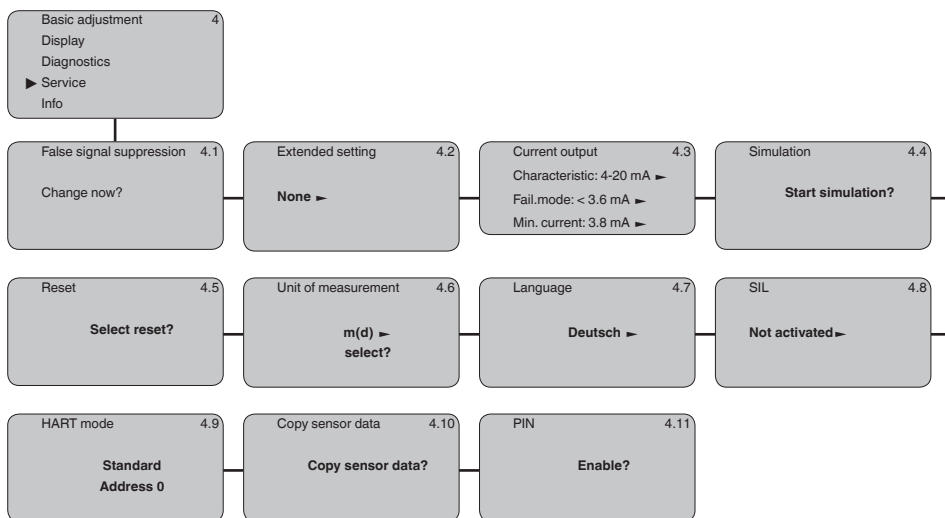 Basic adjustment 4
Display
Diagnostics
► Service
Info
False signal suppression 4.1
Change now?
Extended setting 4.2
None ►
Current output 4.3
Characteristic: 4-20 mA ►
Fail.mode: < 3.6 mA ►
Min. current: 3.8 mA ►
Simulation 4.4
Start simulation?
Reset 4.5
Select reset?
Unit of measurement 4.6
m(d) ►
select?
Language 4.7
Deutsch ►
SIL 4.8
Not activated ►
HART mode 4.9
Standard
Address 0
Copy sensor data 4.10
Copy sensor data?
PIN 4.11
Enable?